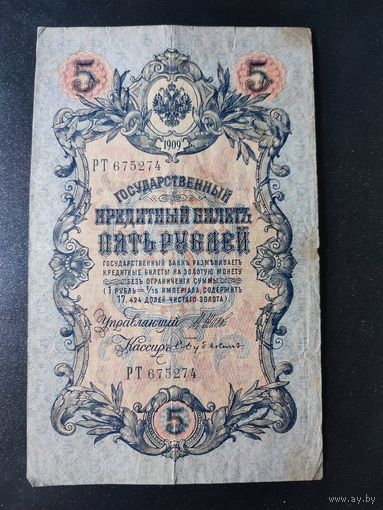 5 5
1909
РТ 675274
ГОСУДАРСТВЕННЫЙ
КРЕДИТНЫЙ БИЛЕТЪ
ПЯТЬ РУБЛЕЙ
ГОСУДАРСТВЕННЫЙ БАНКЪ РАЗМѢНИВАЕТЪ
КРЕДИТНЫЕ БИЛЕТЫ НА ЗОЛОТУЮ МОНЕТУ
БЕЗЪ ОГРАНИЧЕНІЯ СУММЫ
(1 РУБЛЬ = 1/15 ИМПЕРІАЛА, СОДЕРЖИТЪ
17,424 ДОЛЕЙ ЧИСТАГО ЗОЛОТА)
Управляющій
Кассиръ
РТ 675274
5
www.ay.by